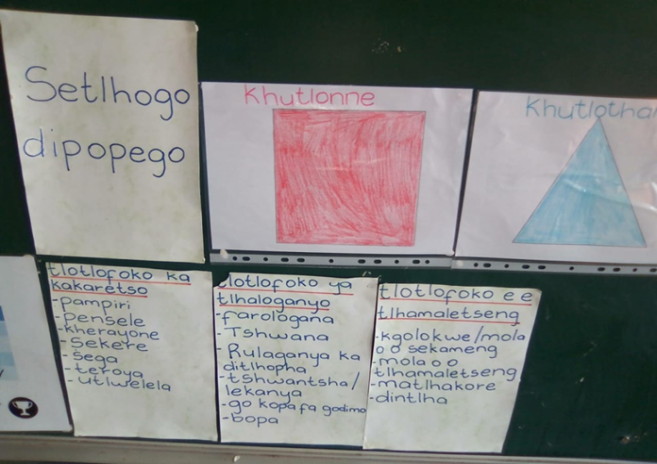 Setlhogo
dipopego
Khutlonne
tlotlofoko ka
kakaretso
-pampiri
-pensele
-kherayone
-sekere
-sega
-teroya
-utlwelela
tlotlofoko ya
tlhaloganyo
-farologana
-Tshwana
-Rulaganya ka
ditlhopha
-tshwantsha/
lekanya
-go kopa fa godimo
-bopa
tlotlofoko e e
tlhamaletseng
-kgolokwe/mola
o o sekameng
-mola o o
tlhamaletseng
-matlhakore
-dintlha